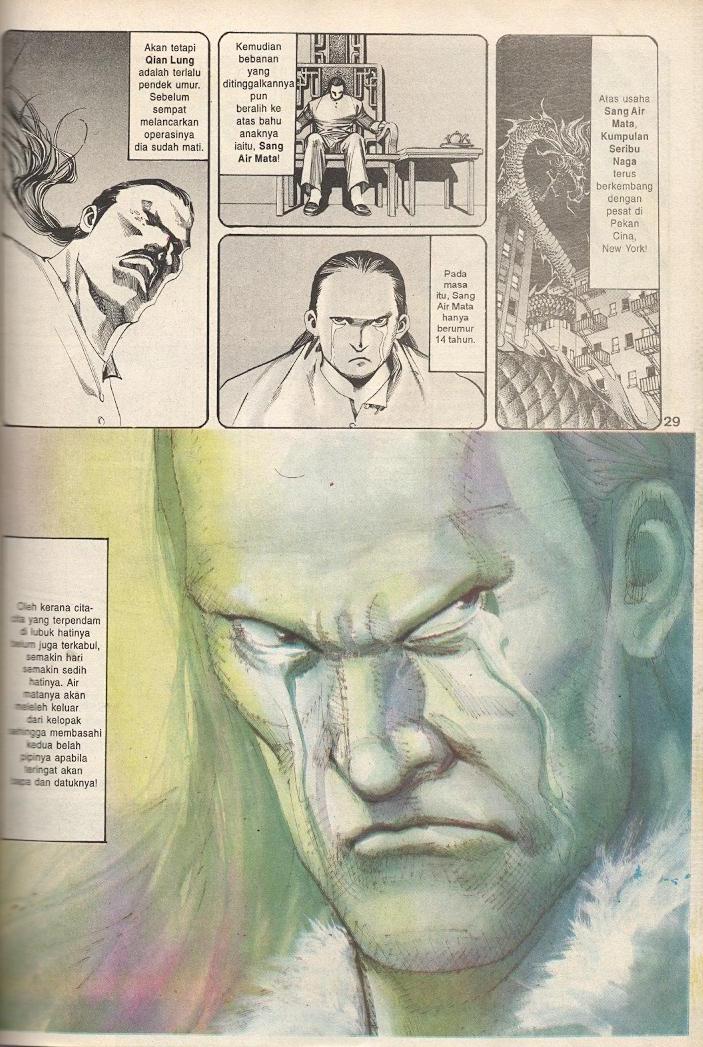 Akan tetapi
Qian Lung
adalah terlalu
pendek umur.
Sebelum
sempat
melancarkan
operasinya
dia sudah mati.
Kemudian
bebanan
yang
ditinggalkannya
pun
beralih ke
atas bahu
anaknya
iaitu, Sang
Air Mata!
Pada
masa
itu, Sang
Air Mata
hanya
berumur
14 tahun.
Atas usaha
Sang Air
Mata,
Kumpulan
Seribu
Naga
terus
berkembang
dengan
pesat di
Pekan
Cina,
New York!
29
Oleh kerana cita-
cita yang terpendam
di lubuk hatinya
belum juga terkabul,
semakin hari
semakin sedih
hatinya. Air
matanya akan
meleleh keluar
dari kelopak
sehingga membasahi
kedua belah
pipinya apabila
teringat akan
bapa dan datuknya!